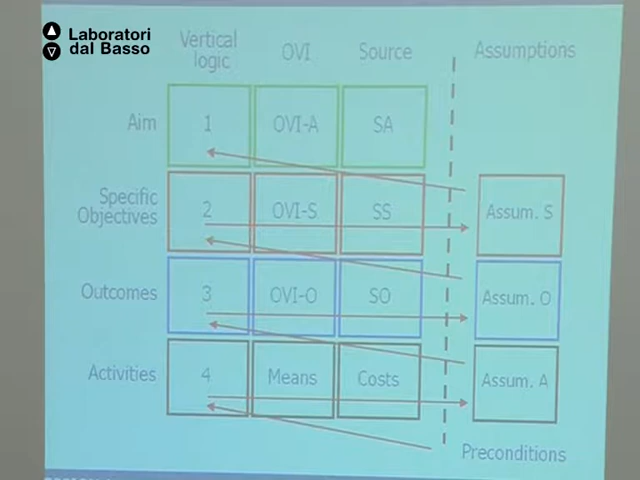 Laboratori
dal Basso
Vertical
logic
OVI
Source
Assumptions
Aim
1
OVI-A
SA
Specific
Objectives
2
OVI-S
SS
Assum. S
Outcomes
3
OVI-O
SO
Assum. O
Activities
4
Means
Costs
Assum. A
Preconditions